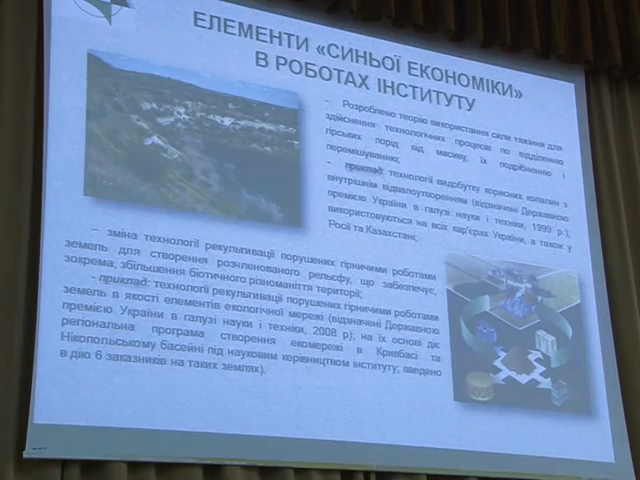 ЕЛЕМЕНТИ «СИНЬОЇ ЕКОНОМІКИ»
В РОБОТАХ ІНСТИТУТУ
- Розроблено теорію використання сили тяжіння для
здійснення технологічних процесів по відділенню
гірських порід від масиву, їх подрібненню і
перемішуванню;
- приклад: технології видобутку корисних копалин з
внутрішнім відвалоутворенням (відзначені Державною
премією України в галузі науки і техніки, 1999 р.);
використовуються на всіх кар'єрах України, а також у
Росії та Казахстані;
- зміна технології рекультивації порушених гірничими роботами
земель для створення розчленованого рельєфу, що забезпечує,
зокрема, збільшення біотичного різноманіття території;
- приклад: технології рекультивації порушених гірничими роботами
земель в якості елементів екологічної мережі (відзначені Державною
премією України в галузі науки і техніки, 2008 р); на їх основі діє
регіональна програма створення екомережі в Кривбасі та
Нікопольському басейні під науковим керівництвом інституту; введено
в дію 6 заказників на таких землях).